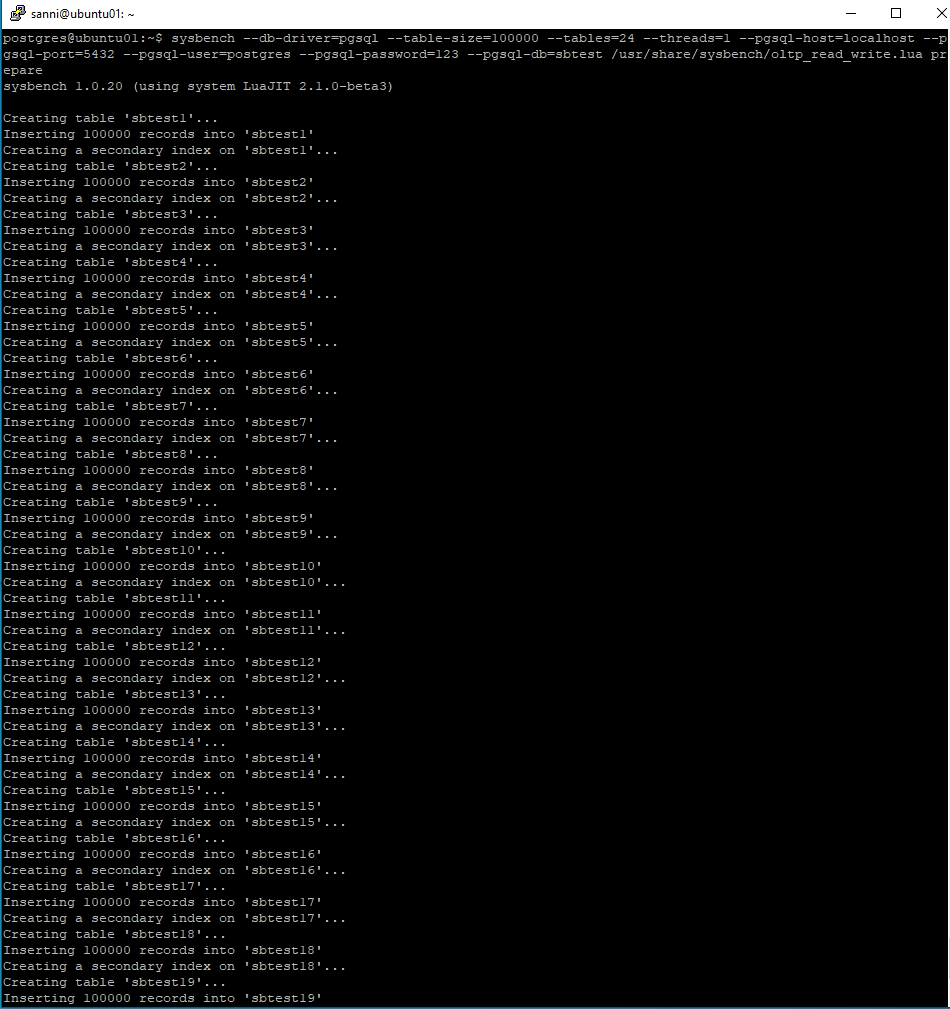 sanni@ubuntu01: ~
postgres@ubuntu01:~$ sysbench --db-driver=pgsql --table-size=100000 --tables=24 --threads=1 --pgsql-host=localhost --p
gsql-port=5432 --pgsql-user=postgres --pgsql-password=123 --pgsql-db=sbtest /usr/share/sysbench/oltp_read_write.lua pr
epare
sysbench 1.0.20 (using system LuaJIT 2.1.0-beta3)
Creating table 'sbtest1'...
Inserting 100000 records into 'sbtest1'
Creating a secondary index on 'sbtest1'...
Creating table 'sbtest2'...
Inserting 100000 records into 'sbtest2'
Creating a secondary index on 'sbtest2'...
Creating table 'sbtest3'...
Inserting 100000 records into 'sbtest3'
Creating a secondary index on 'sbtest3'...
Creating table 'sbtest4'...
Inserting 100000 records into 'sbtest4'
Creating a secondary index on 'sbtest4'...
Creating table 'sbtest5'...
Inserting 100000 records into 'sbtest5'
Creating a secondary index on 'sbtest5'...
Creating table 'sbtest6'...
Inserting 100000 records into 'sbtest6'
Creating a secondary index on 'sbtest6'...
Creating table 'sbtest7'...
Inserting 100000 records into 'sbtest7'
Creating a secondary index on 'sbtest7'...
Creating table 'sbtest8'...
Inserting 100000 records into 'sbtest8'
Creating a secondary index on 'sbtest8'...
Creating table 'sbtest9'...
Inserting 100000 records into 'sbtest9'
Creating a secondary index on 'sbtest9'...
Creating table 'sbtest10'...
Inserting 100000 records into 'sbtest10'
Creating a secondary index on 'sbtest10'...
Creating table 'sbtest11'...
Inserting 100000 records into 'sbtest11'
Creating a secondary index on 'sbtest11'...
Creating table 'sbtest12'...
Inserting 100000 records into 'sbtest12'
Creating a secondary index on 'sbtest12'...
Creating table 'sbtest13'...
Inserting 100000 records into 'sbtest13'
Creating a secondary index on 'sbtest13'...
Creating table 'sbtest14'...
Inserting 100000 records into 'sbtest14'
Creating a secondary index on 'sbtest14'...
Creating table 'sbtest15'...
Inserting 100000 records into 'sbtest15'
Creating a secondary index on 'sbtest15'...
Creating table 'sbtest16'...
Inserting 100000 records into 'sbtest16'
Creating a secondary index on 'sbtest16'...
Creating table 'sbtest17'...
Inserting 100000 records into 'sbtest17'
Creating a secondary index on 'sbtest17'...
Creating table 'sbtest18'...
Inserting 100000 records into 'sbtest18'
Creating a secondary index on 'sbtest18'...
Creating table 'sbtest19'...
Inserting 100000 records into 'sbtest19'